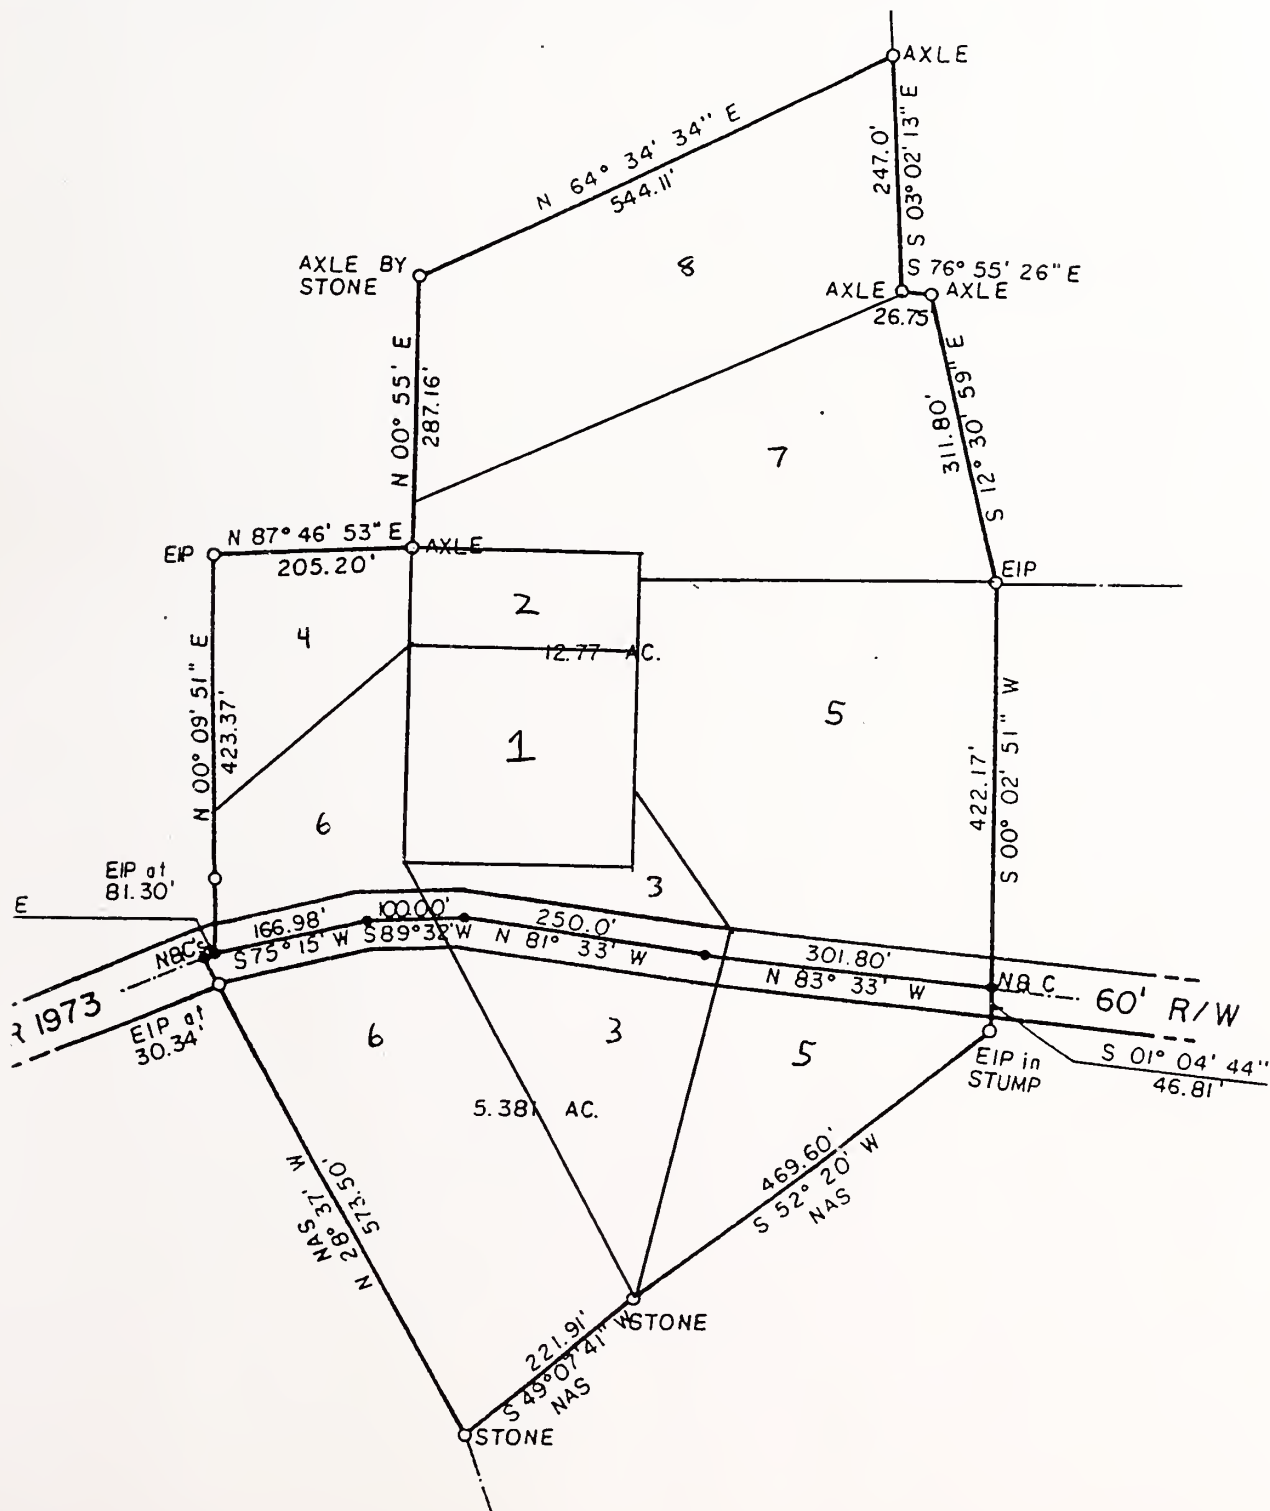 AXLE
N 64° 34' 34" E
544.11'
247.0'
S 03° 02' 13" E
8
AXLE BY
STONE
S 76° 55' 26" E
AXLE
AXLE
26.75'
N 00° 55' E
287.16'
311.80'
S 12° 30' 59" E
7
N 87° 46' 53" E
EIP
AXLE
205.20'
EIP
2
4
12.77 AC.
N 00° 09' 51" E
423.37'
5
1
S 00° 02' 51" W
422.17'
6
EIP at
81.30'
3
E
166.98'
100.00'
250.0'
301.80'
N&C's
S 75° 15' W
S 89° 32' W
N 81° 33' W
N 83° 33' W
N&C
60' R/W
1973
EIP at
30.34'
6
3
5
EIP in
STUMP
S 01° 04' 44"
46.81'
5.381 AC.
469.60'
S 52° 20' W
NAS
573.50'
N 28° 37' W
NAS
STONE
221.91'
S 49° 07' 41" W
NAS
STONE